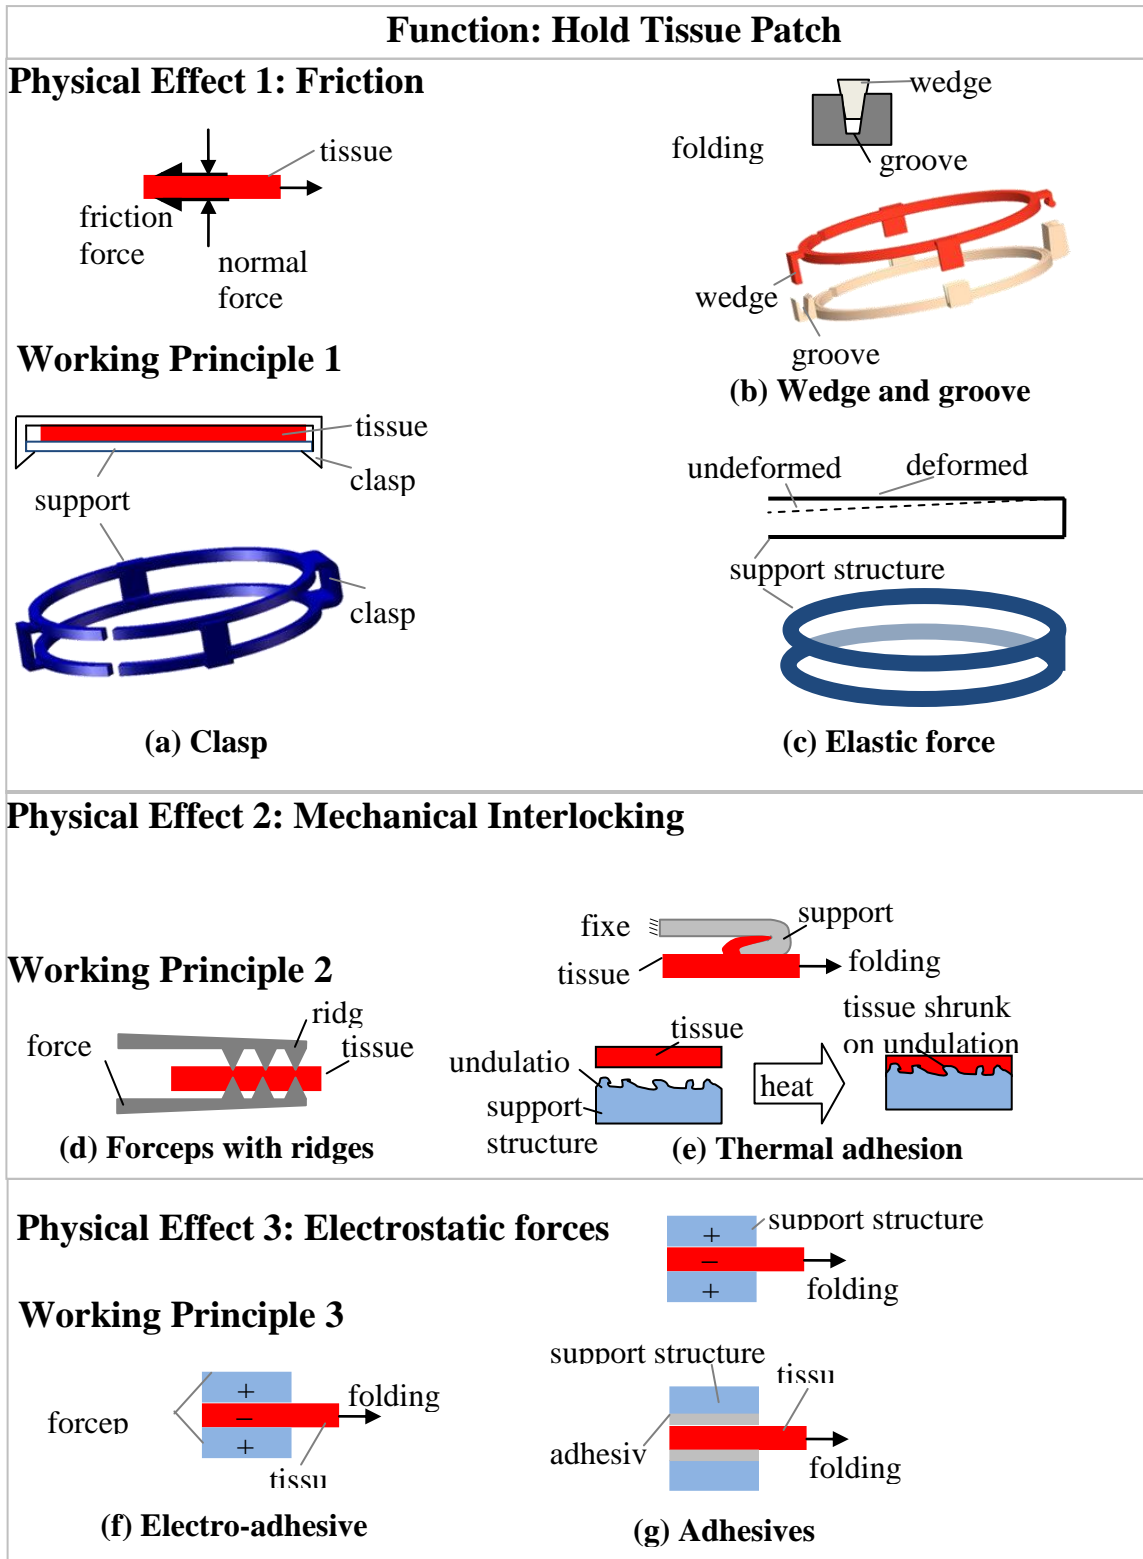 Function: Hold Tissue Patch
Physical Effect 1: Friction
tissue
friction
force
normal
force
Working Principle 1
tissue
clasp
support
clasp
(a) Clasp
wedge
folding
groove
wedge
groove
(b) Wedge and groove
undeformed
deformed
support structure
(c) Elastic force
Physical Effect 2: Mechanical Interlocking
Working Principle 2
ridg
force
tissue
(d) Forceps with ridges
fixe
support
tissue
folding
tissue
undulatio
support
structure
heat
tissue shrunk
on undulation
(e) Thermal adhesion
Physical Effect 3: Electrostatic forces
Working Principle 3
+
−
+
folding
forcep
tissu
(f) Electro-adhesive
support structure
+
−
+
folding
support structure
tissu
adhesiv
folding
(g) Adhesives